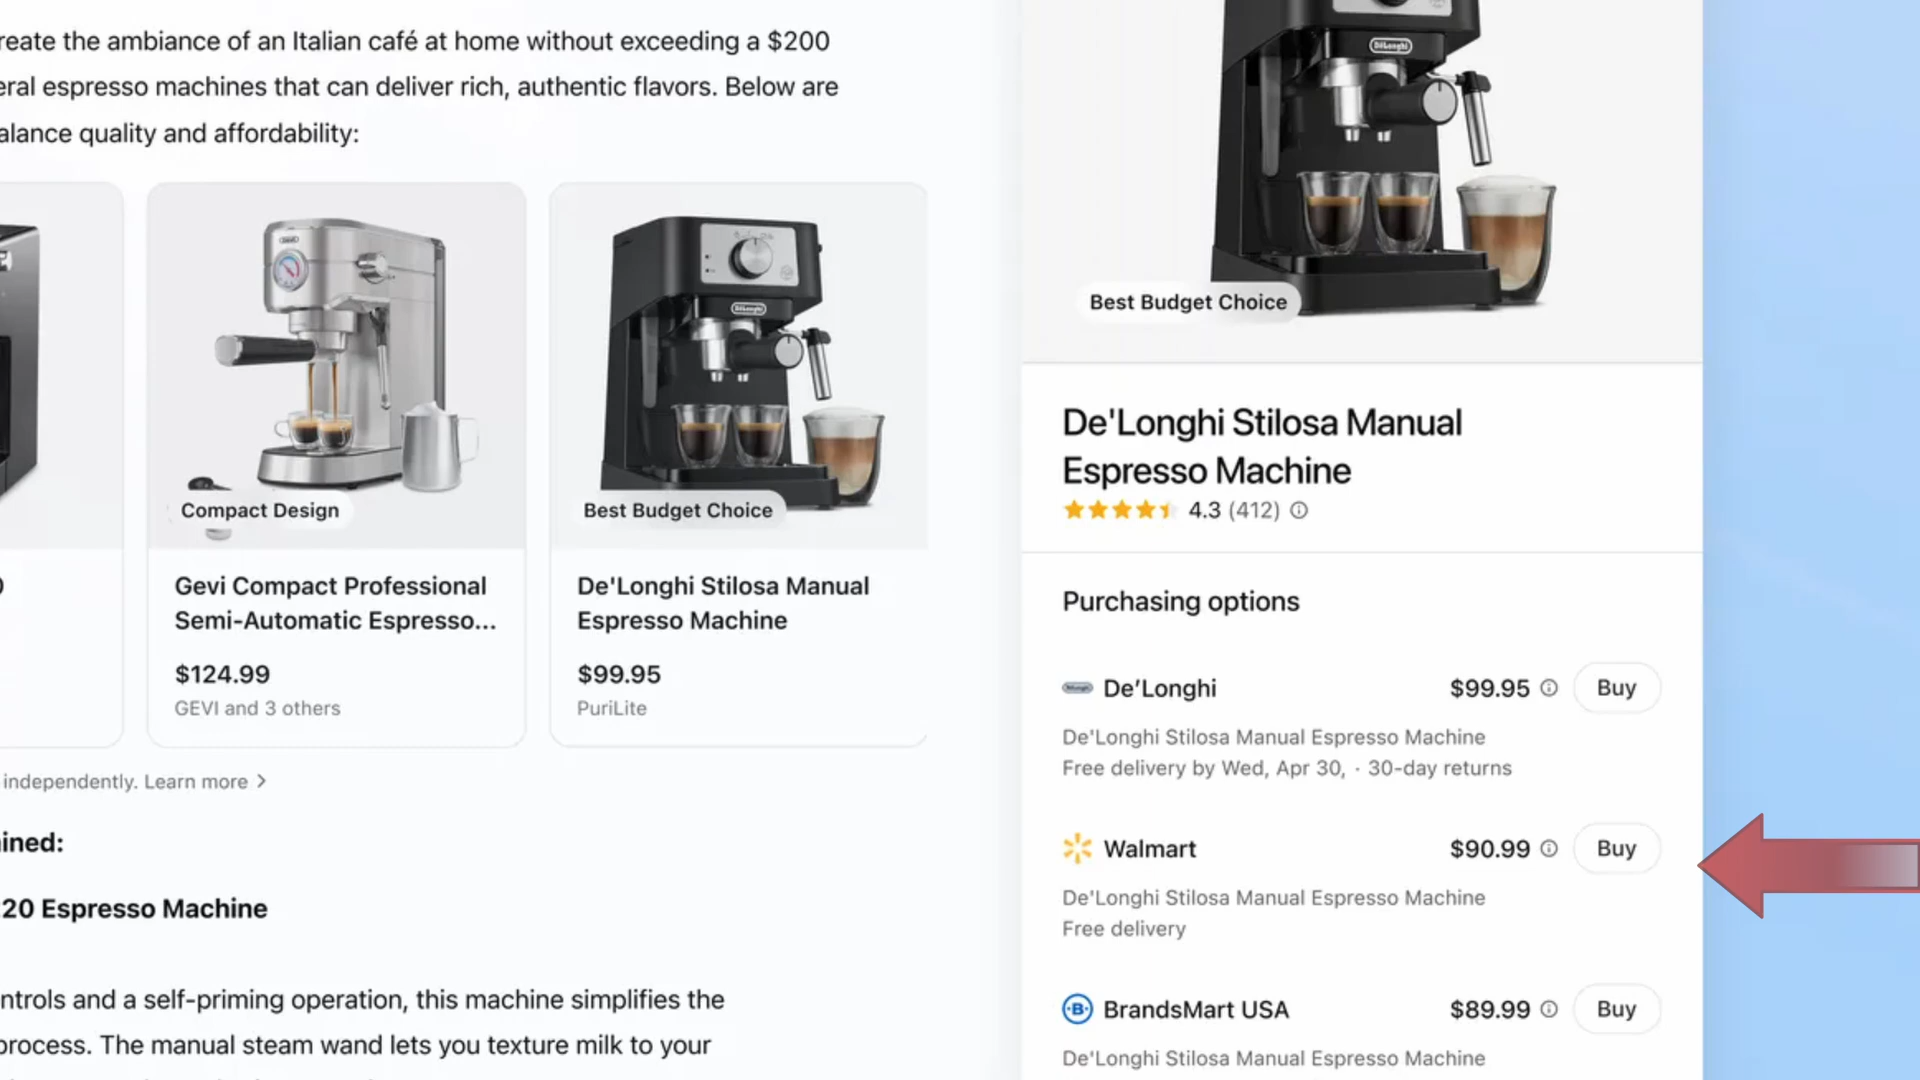 reate the ambiance of an Italian café at home without exceeding a $200
eral espresso machines that can deliver rich, authentic flavors. Below are
alance quality and affordability:
Compact Design
Gevi Compact Professional
Semi-Automatic Espresso...
$124.99
GEVI and 3 others
De'Longhi
Best Budget Choice
De'Longhi Stilosa Manual
Espresso Machine
$99.95
PuriLite
independently. Learn more >
ined:
20 Espresso Machine
ntrols and a self-priming operation, this machine simplifies the
process. The manual steam wand lets you texture milk to your
De'Longhi
Best Budget Choice
De'Longhi Stilosa Manual
Espresso Machine
4.3 (412)
Purchasing options
De’Longhi $99.95 Buy
De'Longhi Stilosa Manual Espresso Machine
Free delivery by Wed, Apr 30, · 30-day returns
Walmart $90.99 Buy
De'Longhi Stilosa Manual Espresso Machine
Free delivery
B BrandsMart USA $89.99 Buy
De'Longhi Stilosa Manual Espresso Machine